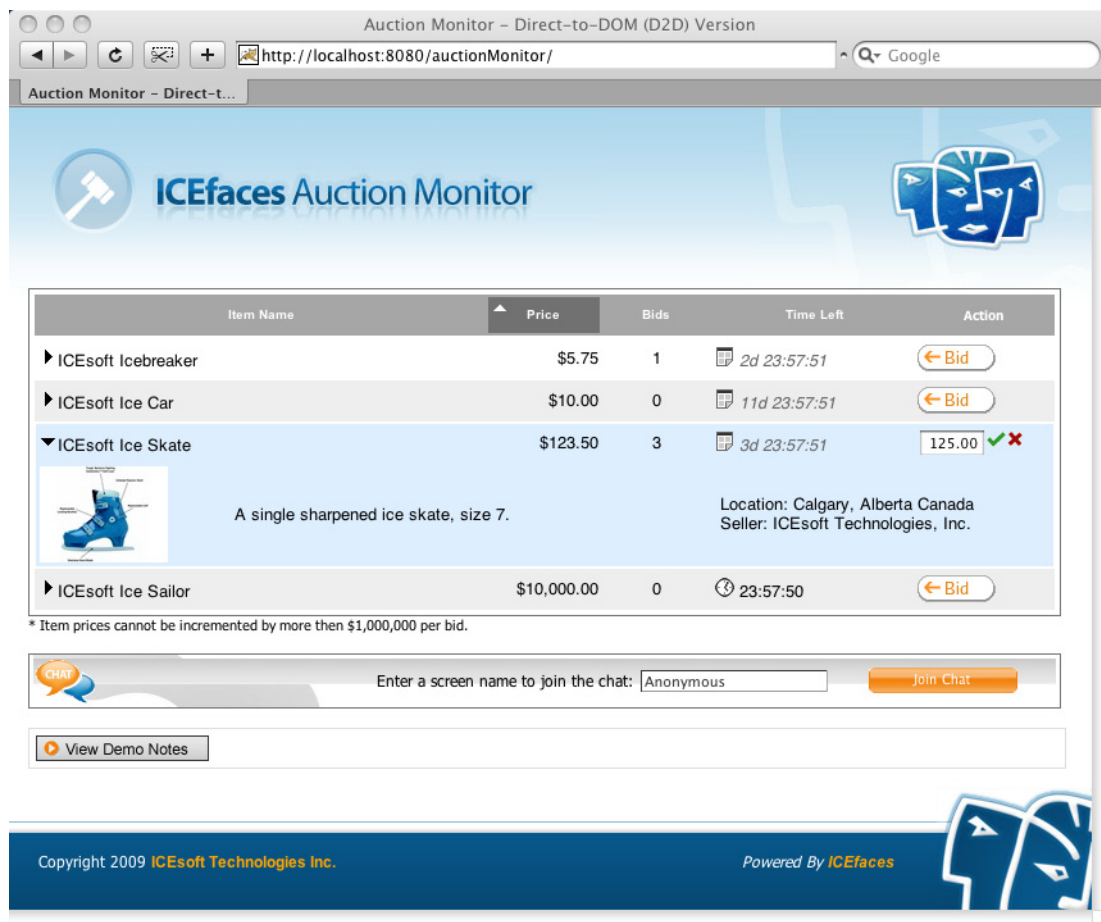 Auction Monitor – Direct-to-DOM (D2D) Version
http://localhost:8080/auctionMonitor/
Google
Auction Monitor – Direct-t...
ICEfaces Auction Monitor
Item Name Price Bids Time Left Action
ICEsoft Icebreaker $5.75 1 2d 23:57:51 Bid
ICEsoft Ice Car $10.00 0 11d 23:57:51 Bid
ICEsoft Ice Skate $123.50 3 3d 23:57:51 125.00
A single sharpened ice skate, size 7.
Location: Calgary, Alberta Canada
Seller: ICEsoft Technologies, Inc.
ICEsoft Ice Sailor $10,000.00 0 23:57:50 Bid
* Item prices cannot be incremented by more then $1,000,000 per bid.
CHAT Enter a screen name to join the chat: Anonymous Join Chat
View Demo Notes
Copyright 2009 ICEsoft Technologies Inc. Powered By ICEfaces